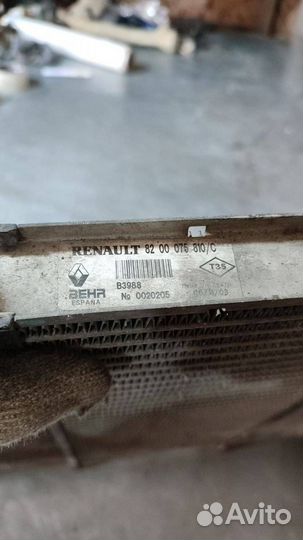 RENAULT 82 00 075 810/C
T35
BEHR
ESPAÑA
B3988
№ 0020205
Avito